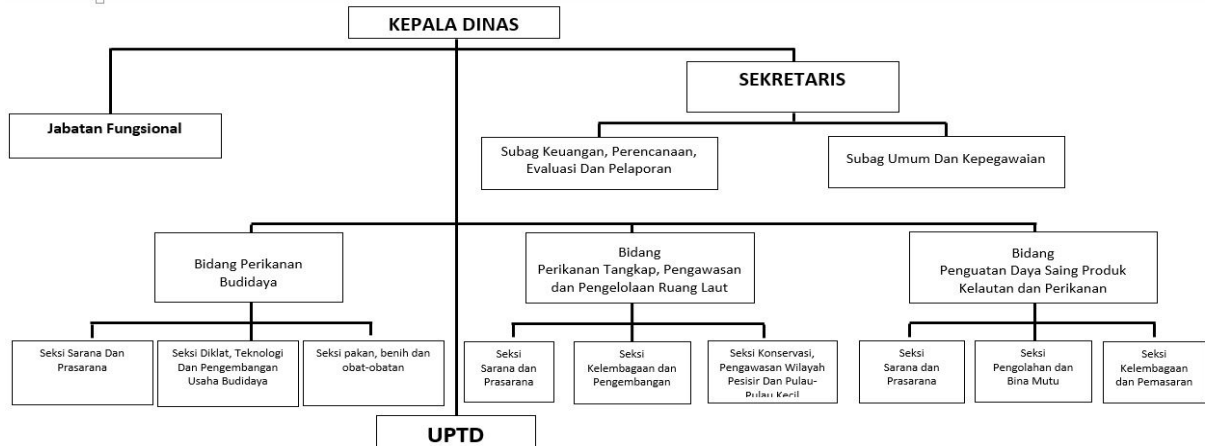 KEPALA DINAS
SEKRETARIS
Jabatan Fungsional
Subag Keuangan, Perencanaan,
Evaluasi Dan Pelaporan
Subag Umum Dan Kepegawaian
Bidang Perikanan
Budidaya
Bidang
Perikanan Tangkap, Pengawasan
dan Pengelolaan Ruang Laut
Bidang
Penguatan Daya Saing Produk
Kelautan dan Perikanan
Seksi Sarana Dan
Prasarana
Seksi Diklat, Teknologi
Dan Pengembangan
Usaha Budidaya
Seksi pakan, benih dan
obat-obatan
Seksi
Sarana dan
Prasarana
Seksi
Kelembagaan dan
Pengembangan
Seksi Konservasi,
Pengawasan Wilayah
Pesisir Dan Pulau-
Pulau Kecil
Seksi
Sarana dan
Prasarana
Seksi
Pengolahan dan
Bina Mutu
Seksi
Kelembagaan
dan Pemasaran
UPTD